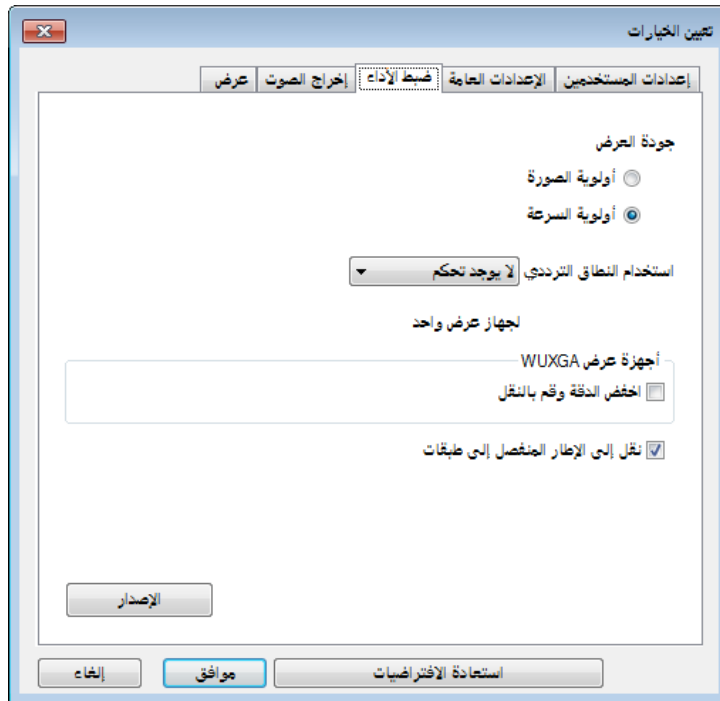 تعيين الخيارات
إعدادات المستخدمين الإعدادات العامة ضبط الأداء إخراج الصوت عرض
جودة العرض
أولوية الصورة
أولوية السرعة
استخدام النطاق الترددي لا يوجد تحكم
لجهاز عرض واحد
أجهزة عرض WUXGA
اخفض الدقة وقم بالنقل
نقل إلى الإطار المنفصل إلى طبقات
الإصدار
استعادة الافتراضيات موافق إلغاء